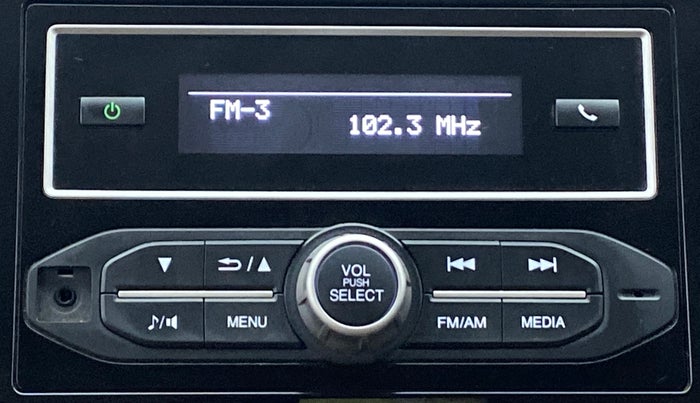 FM-3
102.3 MHz
VOL
PUSH
SELECT
MENU
FM/AM
MEDIA